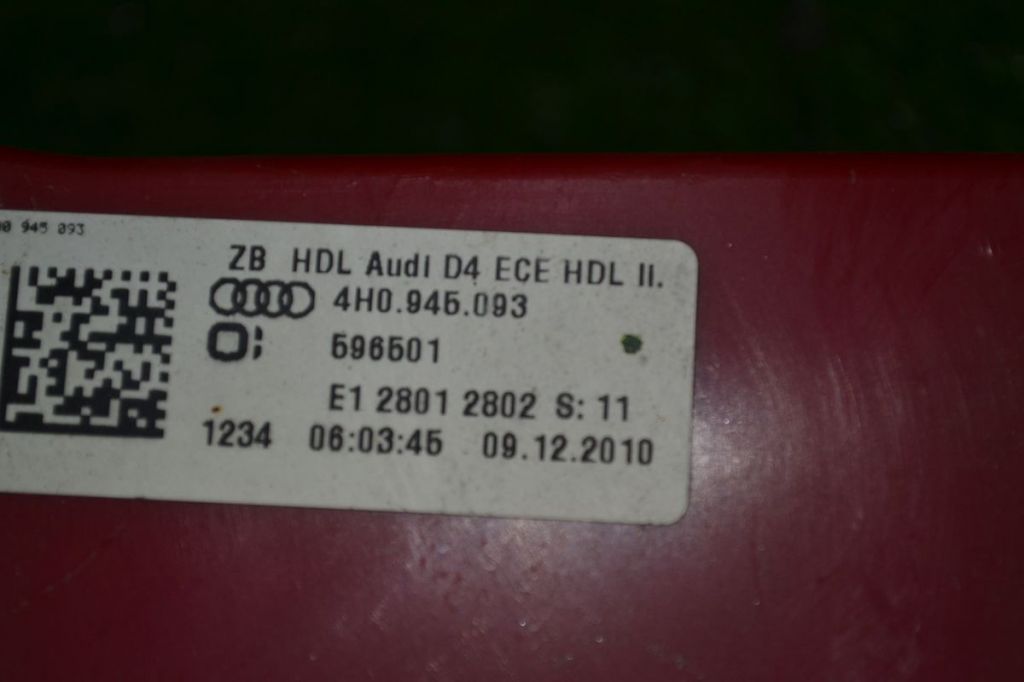 945 093
ZB HDL Audi D4 ECE HDL II.
4H0.945.093
596501
E1 2801 2802 S: 11
1234 06:03:45 09.12.2010